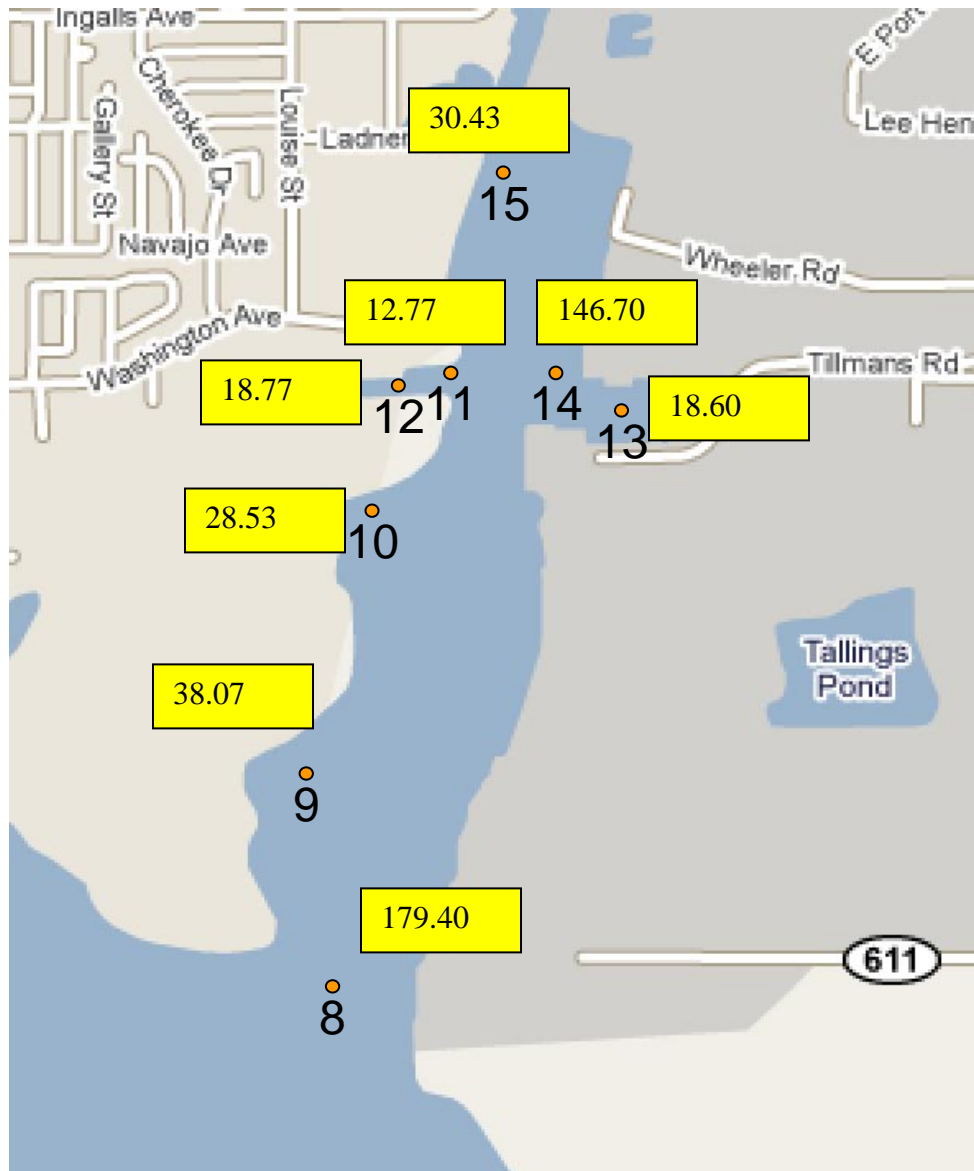 Ingalls Ave
Cherokee Dr
Gallery St
Louise St
Ladner
30.43
15
E Port
Lee Hen
Navajo Ave
Wheeler Rd
Washington Ave
12.77
146.70
Tillmans Rd
18.77
12
11
14
13
18.60
28.53
10
Tallings
Pond
38.07
9
179.40
611
8